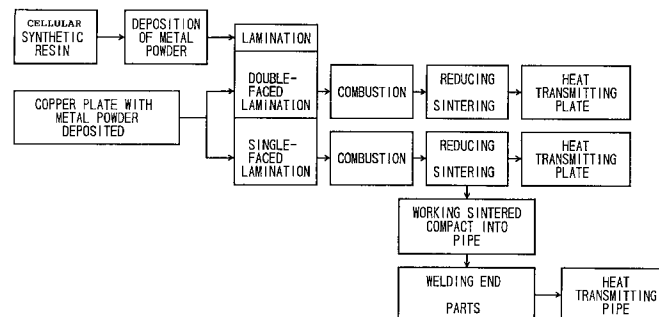 CELLULAR
SYNTHETIC
RESIN
DEPOSITION
OF METAL
POWDER
LAMINATION
DOUBLE-
FACED
LAMINATION
COMBUSTION
REDUCING
SINTERING
HEAT
TRANSMITTING
PLATE
COPPER PLATE WITH
METAL POWDER
DEPOSITED
SINGLE-
FACED
LAMINATION
COMBUSTION
REDUCING
SINTERING
HEAT
TRANSMITTING
PLATE
WORKING SINTERED
COMPACT INTO
PIPE
WELDING END
PARTS
HEAT
TRANSMITTING
PIPE